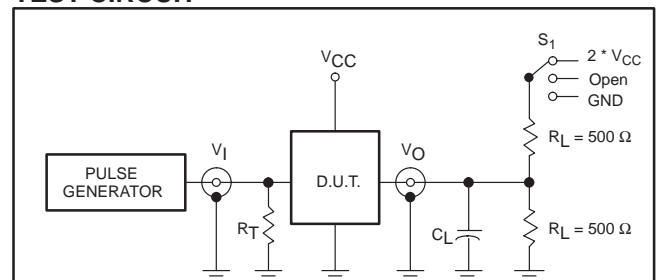 TEST CIRCUIT
S1
2 * VCC
Open
GND
VCC
RL = 500 Ω
VI
VO
PULSE
GENERATOR
D.U.T.
RT
CL
RL = 500 Ω